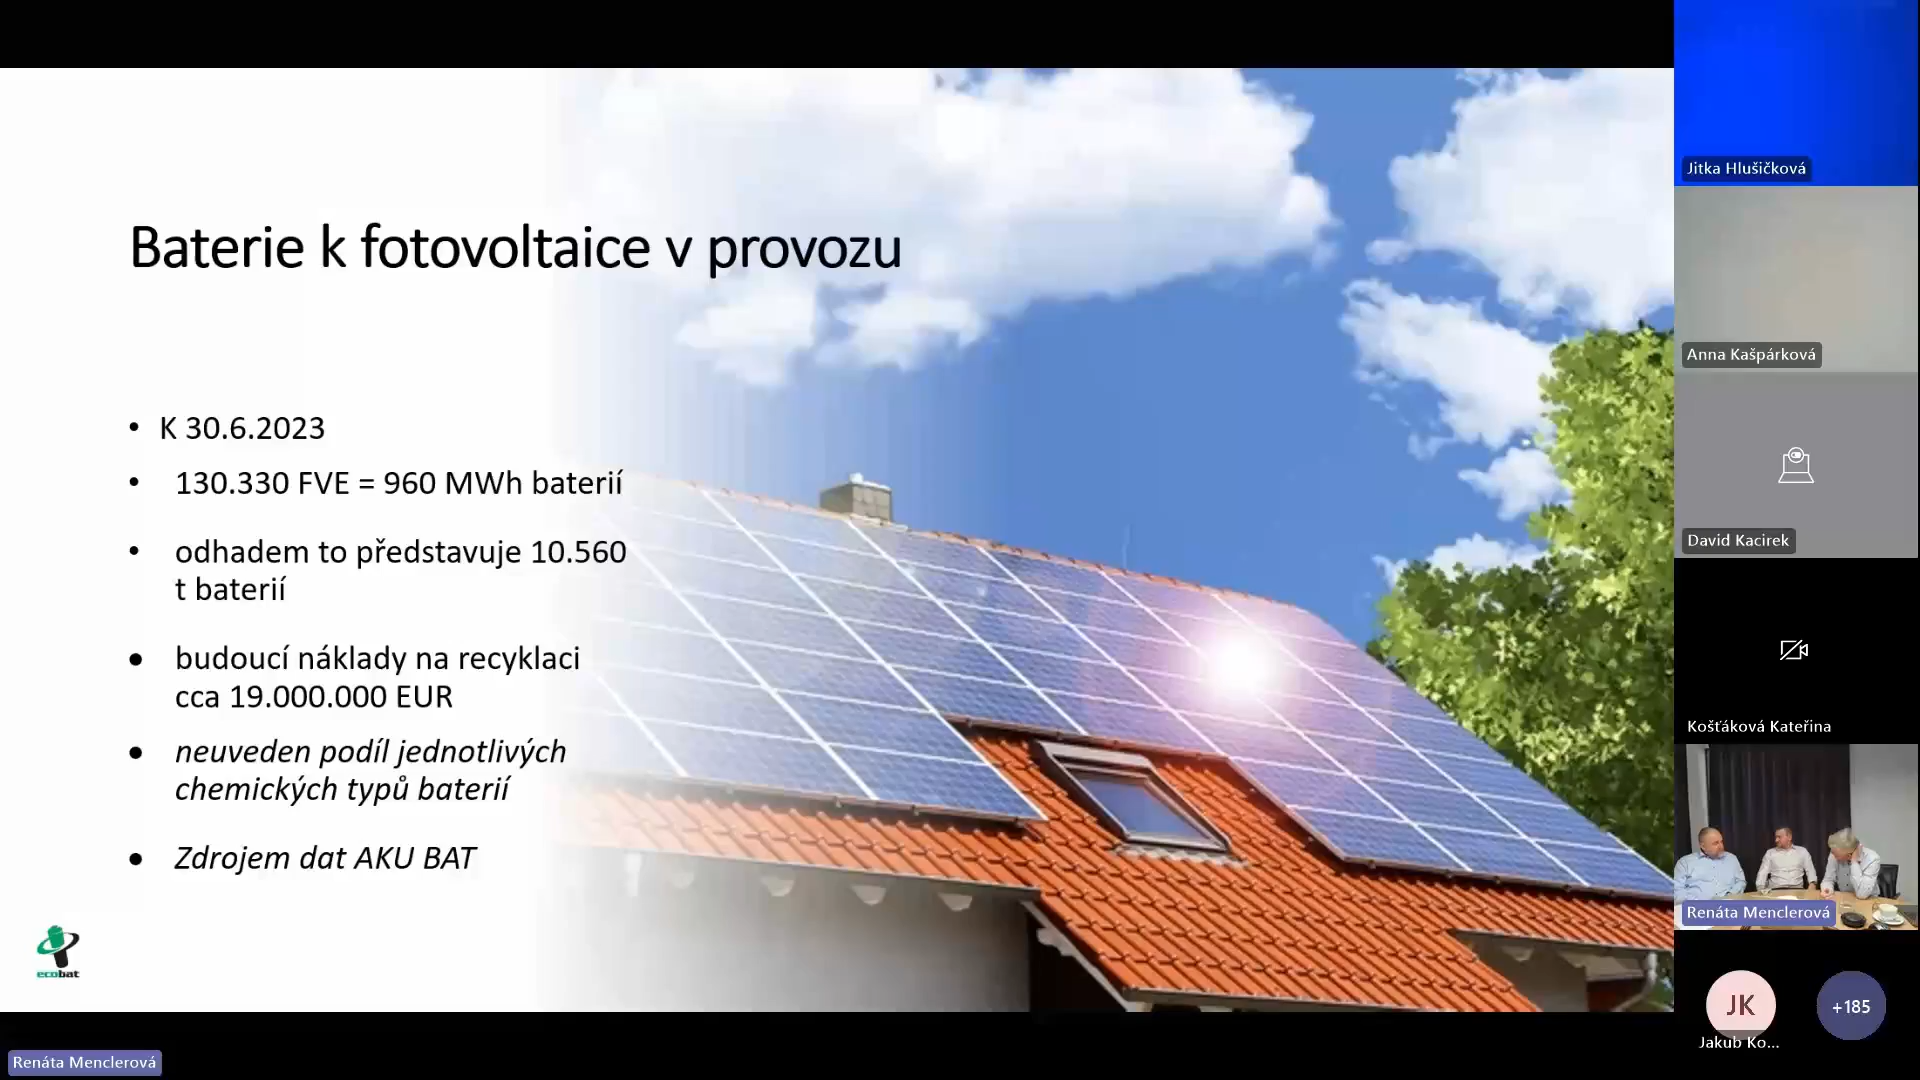 Baterie k fotovoltaice v provozu
• K 30.6.2023
• 130.330 FVE = 960 MWh baterií
• odhadem to představuje 10.560
t baterií
• budoucí náklady na recyklaci
cca 19.000.000 EUR
• neuveden podíl jednotlivých
chemických typů baterií
• Zdrojem dat AKU BAT
ecobat
Renáta Menclerová
Jitka Hlušičková
Anna Kašpárková
David Kacirek
Košťáková Kateřina
Renáta Menclerová
JK
Jakub Ko...
+185